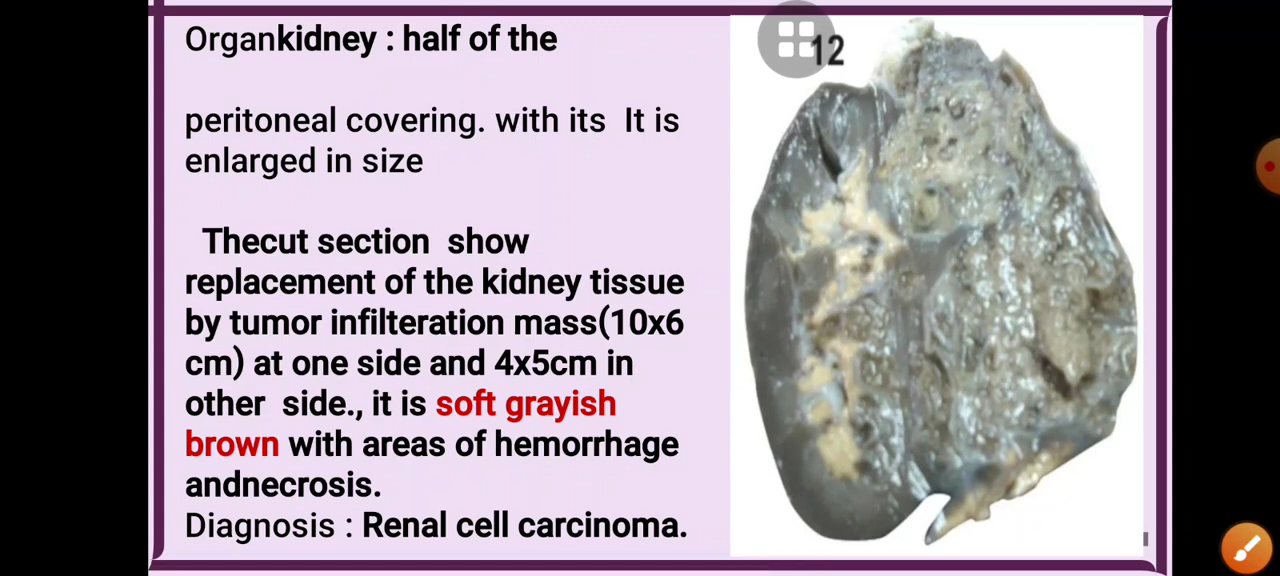 Organkidney : half of the
12
peritoneal covering. with its It is
enlarged in size
Thecut section show
replacement of the kidney tissue
by tumor infilteration mass(10x6
cm) at one side and 4x5cm in
other side., it is soft grayish
brown with areas of hemorrhage
andnecrosis.
Diagnosis : Renal cell carcinoma.